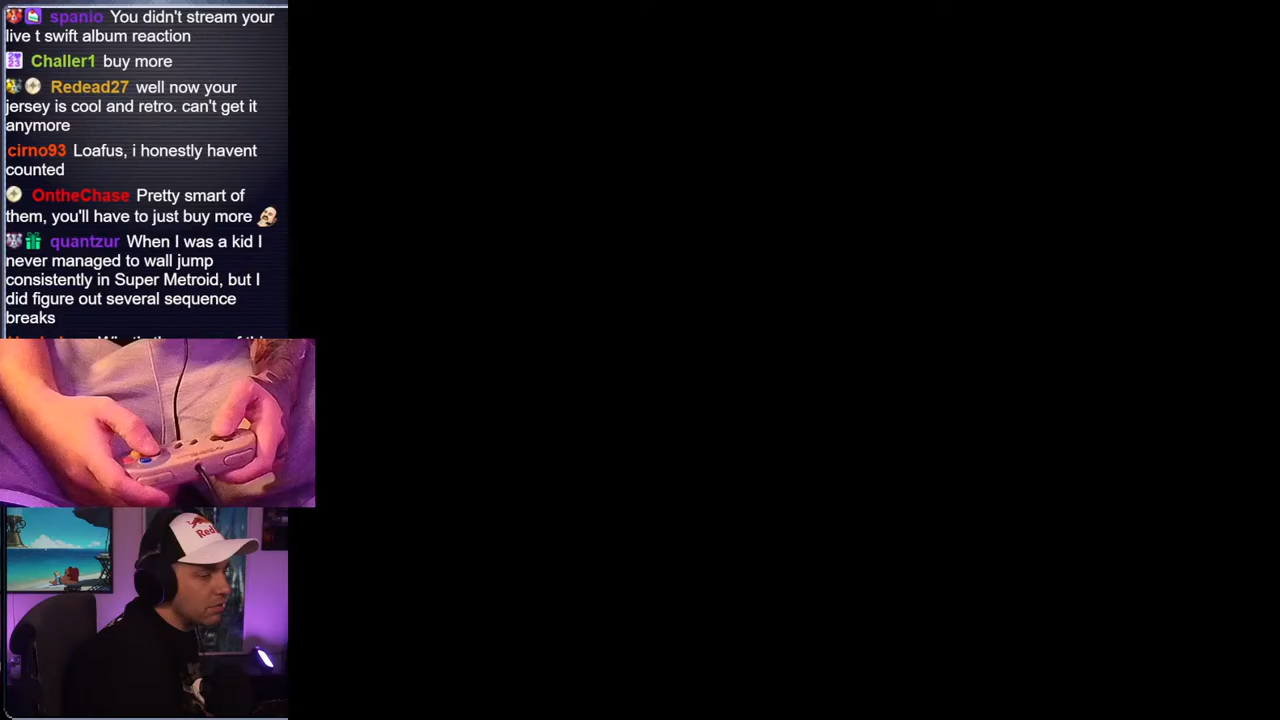 spanio You didn't stream your
live t swift album reaction
Challer1 buy more
Redead27 well now your
jersey is cool and retro. can't get it
anymore
cirno93 Loafus, i honestly havent
counted
OntheChase Pretty smart of
them, you'll have to just buy more
quantzur When I was a kid I
never managed to wall jump
consistently in Super Metroid, but I
did figure out several sequence
breaks
Red